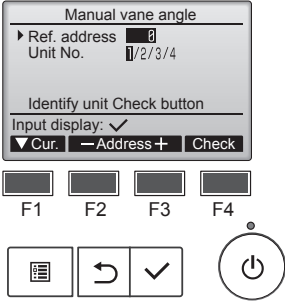 Manual vane angle
Ref. address 0
Unit No. 1/2/3/4
Identify unit Check button
Input display: ✓
▼Cur. −Address+ Check
F1 F2 F3 F4